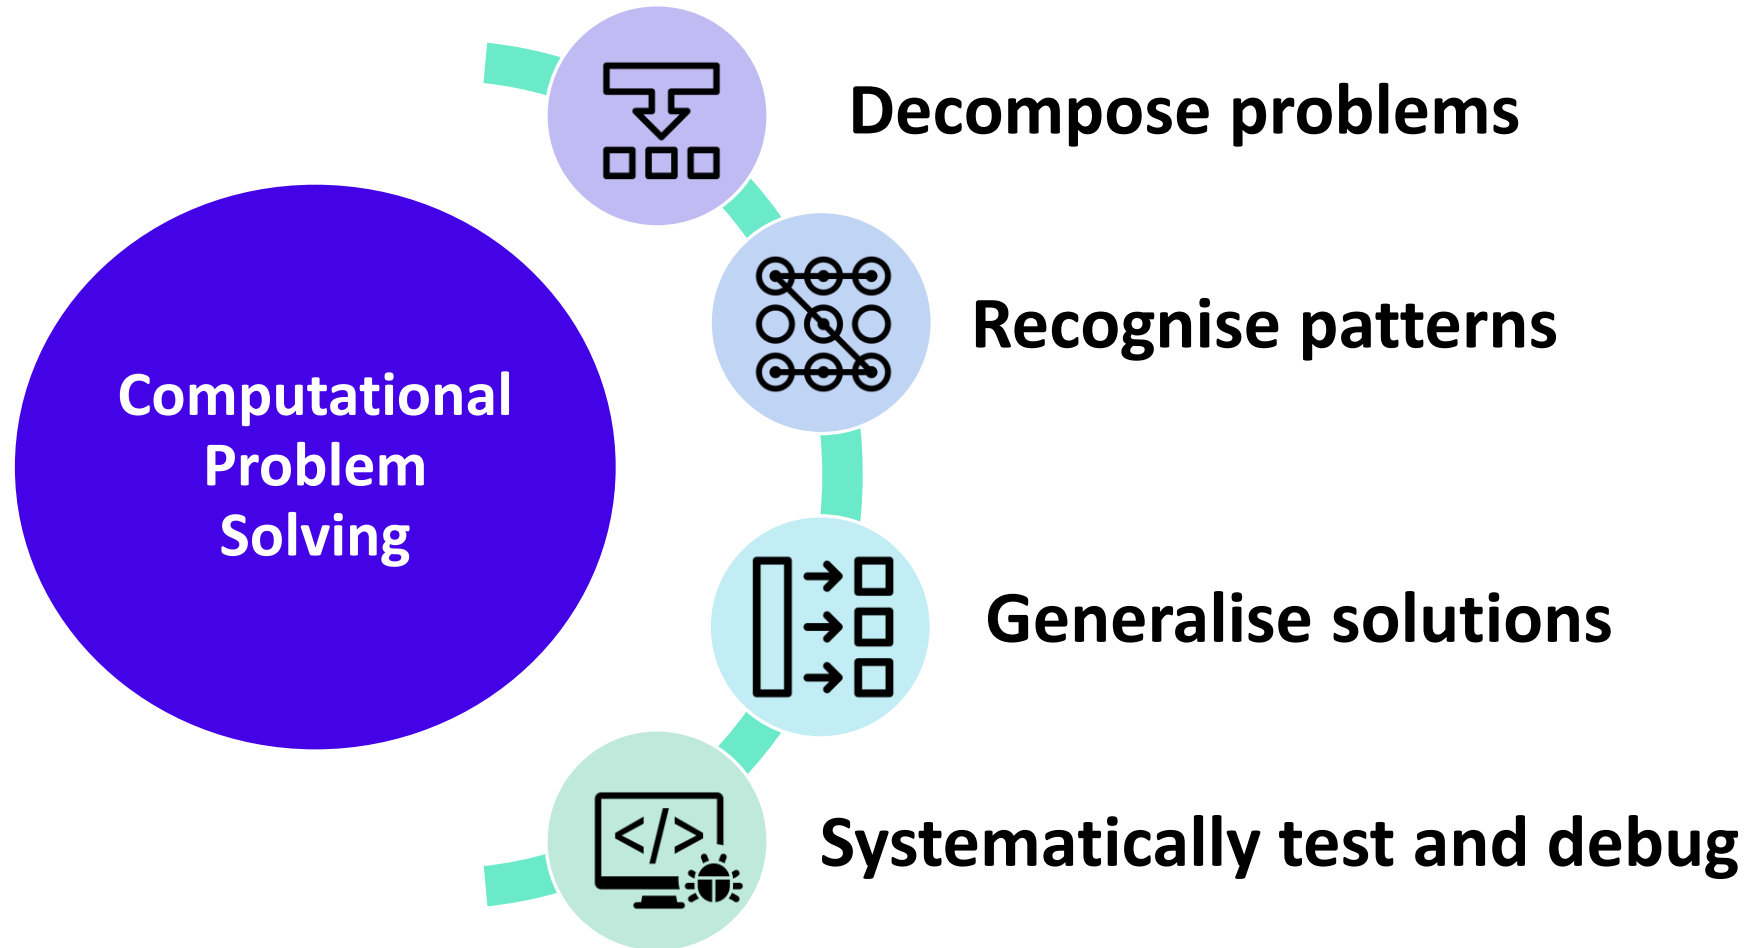 Decompose problems
Recognise patterns
Computational
Problem
Solving
Generalise solutions
</>
Systematically test and debug